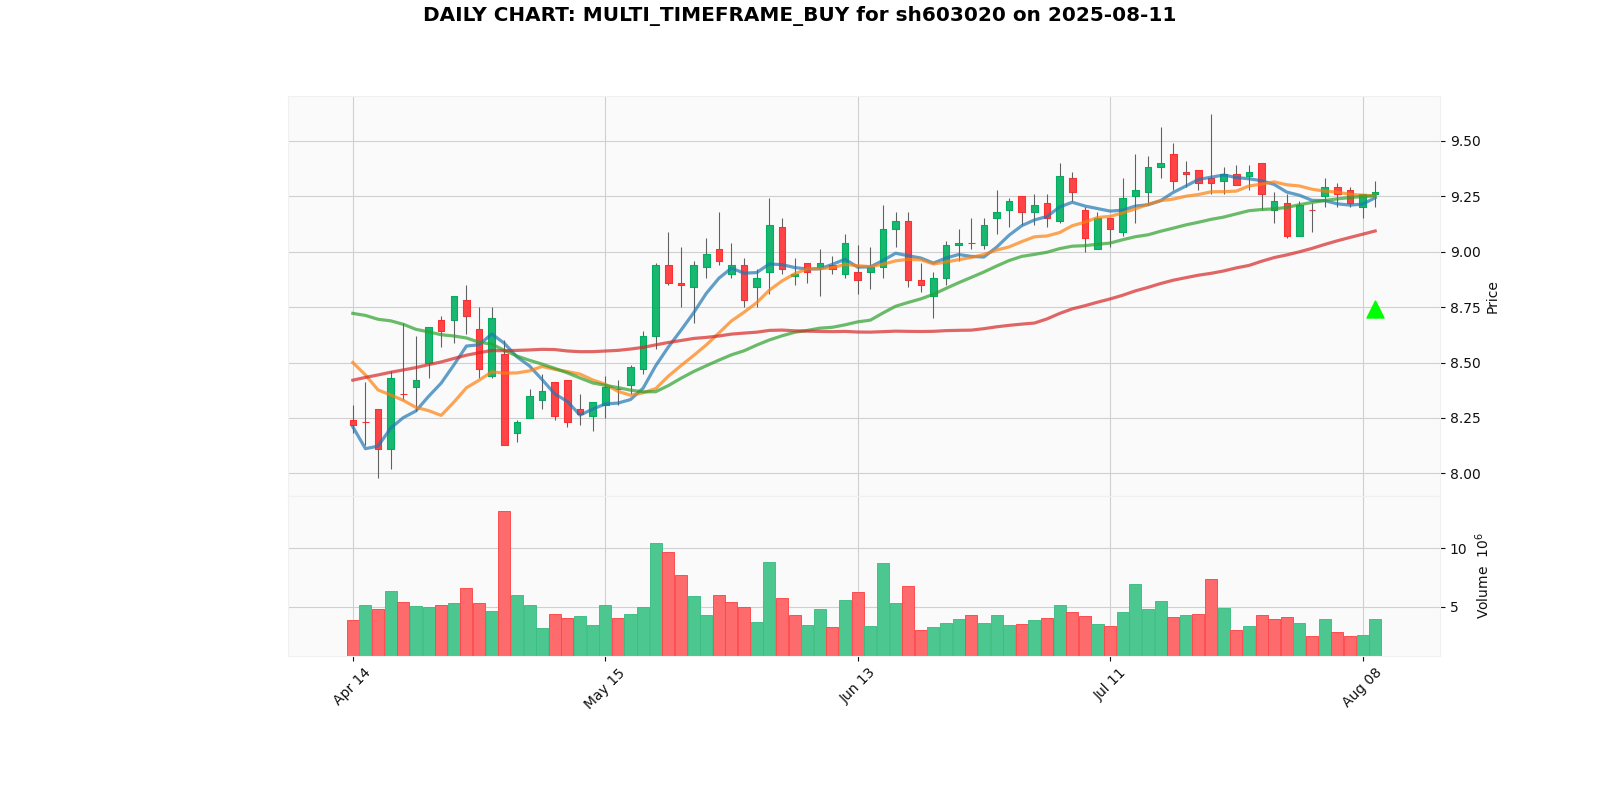 DAILY CHART: MULTI_TIMEFRAME_BUY for sh603020 on 2025-08-11
9.50
9.25
9.00
8.75
8.50
8.25
8.00
Price
10
5
Volume 10^6
Apr 14
May 15
Jun 13
Jul 11
Aug 08